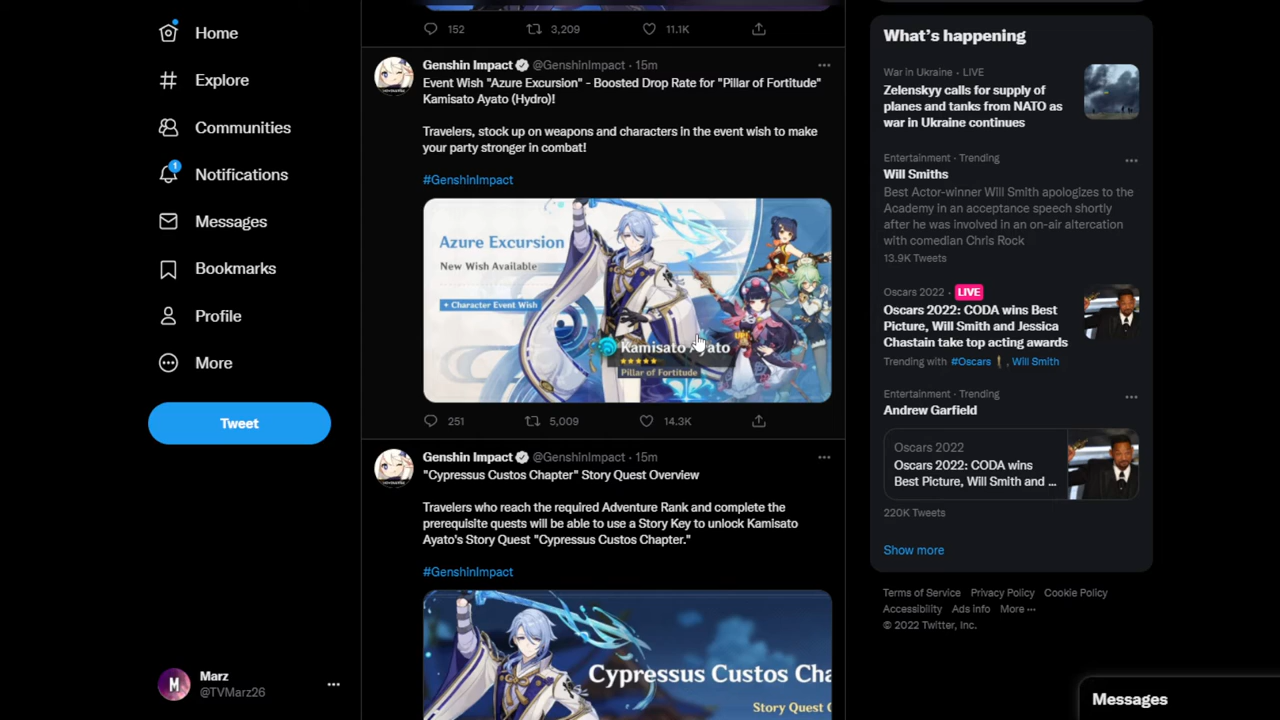 Home
Explore
Communities
1
Notifications
Messages
Bookmarks
Profile
More
Tweet
M
Marz
@TVMarz26
152
3,209
11.1K
Genshin Impact @GenshinImpact · 15m
Event Wish "Azure Excursion" - Boosted Drop Rate for "Pillar of Fortitude"
Kamisato Ayato (Hydro)!
Travelers, stock up on weapons and characters in the event wish to make
your party stronger in combat!
#GenshinImpact
Azure Excursion
New Wish Available
+ Character Event Wish
Kamisato Ayato
Pillar of Fortitude
251
5,009
14.3K
Genshin Impact @GenshinImpact · 15m
"Cypressus Custos Chapter" Story Quest Overview
Travelers who reach the required Adventure Rank and complete the
prerequisite quests will be able to use a Story Key to unlock Kamisato
Ayato's Story Quest "Cypressus Custos Chapter."
#GenshinImpact
Cypressus Custos Cha
Story Quest
What's happening
War in Ukraine · LIVE
Zelenskyy calls for supply of
planes and tanks from NATO as
war in Ukraine continues
Entertainment · Trending
Will Smiths
Best Actor-winner Will Smith apologizes to the
Academy in an acceptance speech shortly
after he was involved in an on-air altercation
with comedian Chris Rock
13.9K Tweets
Oscars 2022 · LIVE
Oscars 2022: CODA wins Best
Picture, Will Smith and Jessica
Chastain take top acting awards
Trending with #Oscars , Will Smith
Entertainment · Trending
Andrew Garfield
Oscars 2022
Oscars 2022: CODA wins
Best Picture, Will Smith and ...
220K Tweets
Show more
Terms of Service Privacy Policy Cookie Policy
Accessibility Ads info More ···
© 2022 Twitter, Inc.
Messages